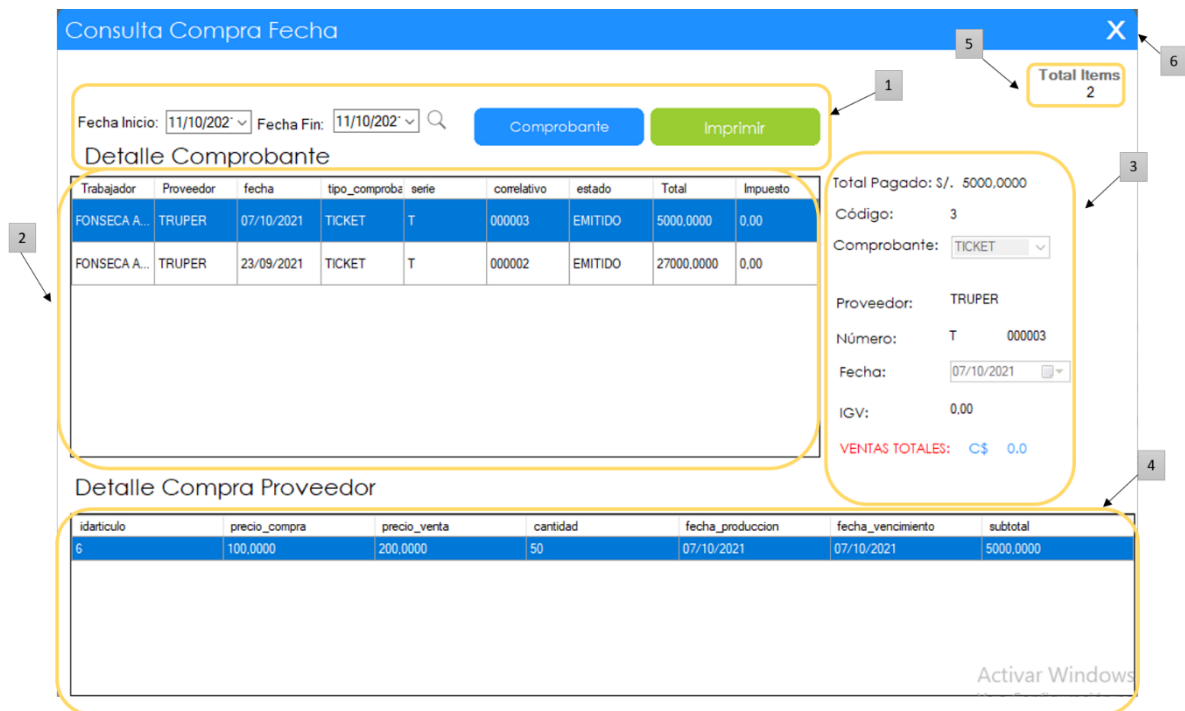 Consulta Compra Fecha X
5
6
Total Items
2
1
Fecha Inicio: 11/10/202 Fecha Fin: 11/10/202 Comprobante Imprimir
Detalle Comprobante
3
2
Trabajador Proveedor fecha tipo_comproba serie correlativo estado Total Impuesto
FONSECA A... TRUPER 07/10/2021 TICKET T 000003 EMITIDO 5000,0000 0,00
FONSECA A... TRUPER 23/09/2021 TICKET T 000002 EMITIDO 27000,0000 0,00
Total Pagado: S/. 5000,0000
Código: 3
Comprobante: TICKET
Proveedor: TRUPER
Número: T 000003
Fecha: 07/10/2021
IGV: 0,00
VENTAS TOTALES: C$ 0.0
4
Detalle Compra Proveedor
idarticulo precio_compra precio_venta cantidad fecha_produccion fecha_vencimiento subtotal
6 100,0000 200,0000 50 07/10/2021 07/10/2021 5000,0000
Activar Windows